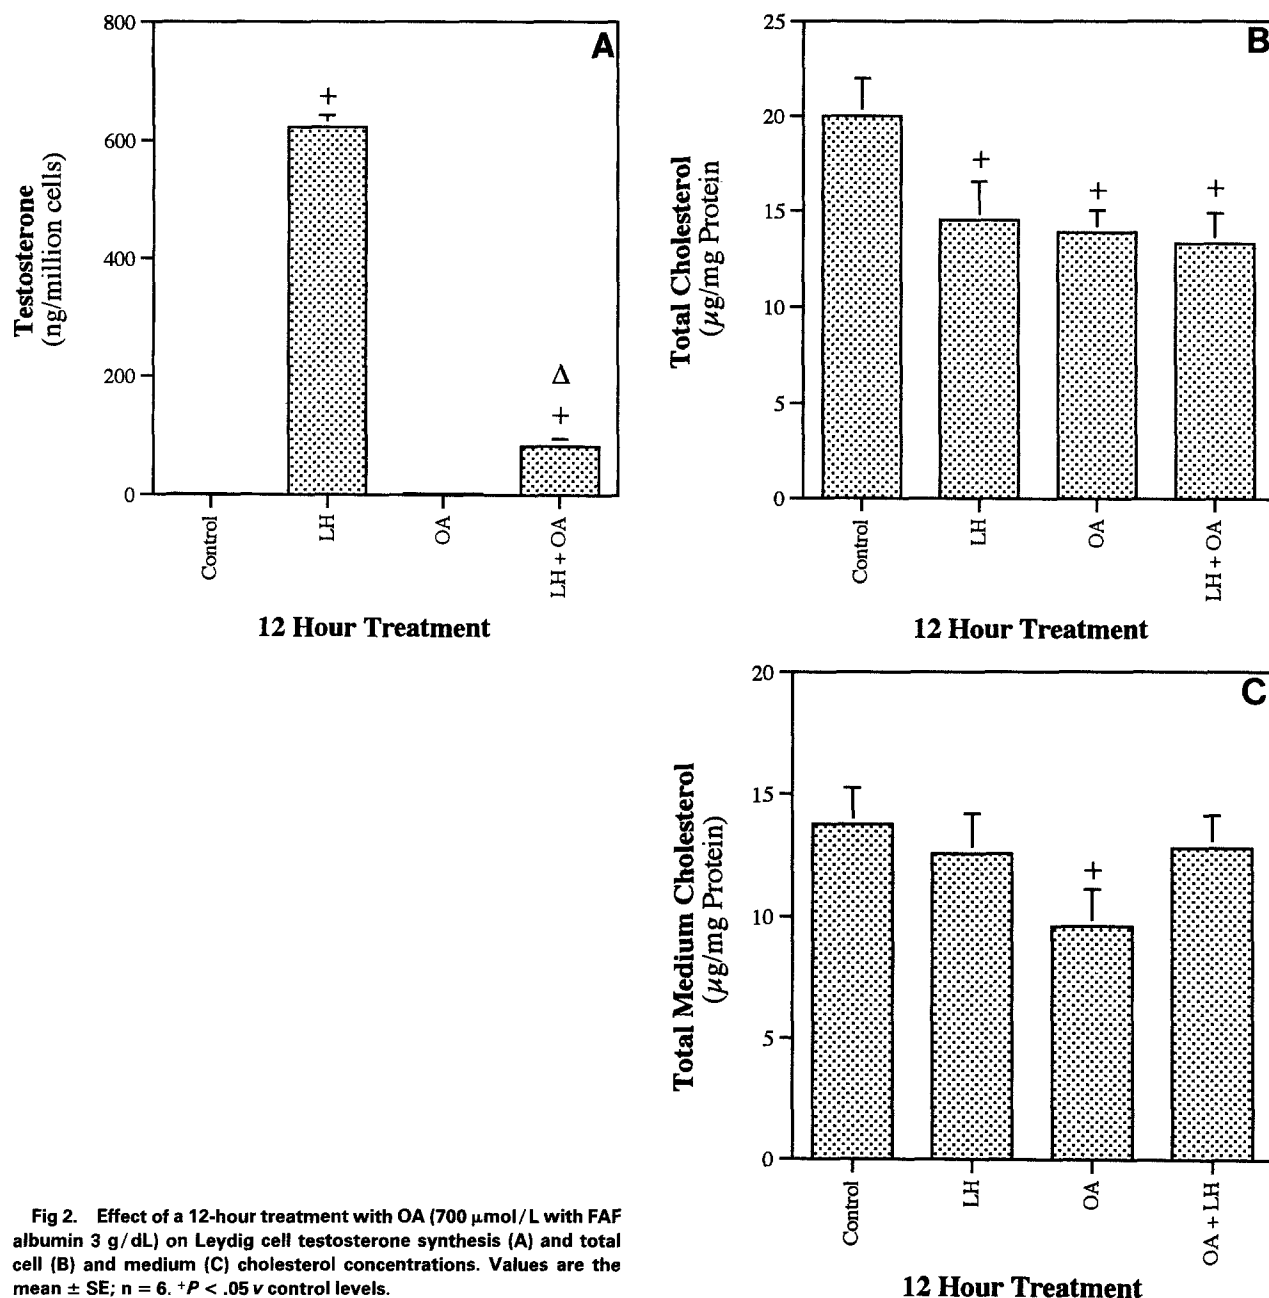 A
800
600
400
200
0
Testosterone
(ng/million cells)
+
+
Δ
Control
LH
OA
LH + OA
12 Hour Treatment
B
25
20
15
10
5
0
Total Cholesterol
(µg/mg Protein
+
+
+
Control
LH
OA
LH + OA
12 Hour Treatment
C
20
15
10
5
0
Total Medium Cholesterol
(µg/mg Protein)
+
Control
LH
OA
OA + LH
12 Hour Treatment
Fig 2. Effect of a 12-hour treatment with OA (700 µmol/L with FAF
albumin 3 g/dL) on Leydig cell testosterone synthesis (A) and total
cell (B) and medium (C) cholesterol concentrations. Values are the
mean ± SE; n = 6. +P < .05 v control levels.